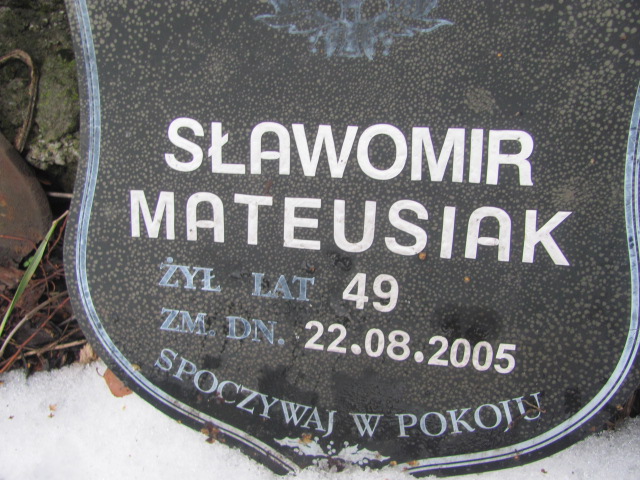 SŁAWOMIR
MATEUSIAK
ŻYŁ LAT 49
ZM. DN. 22.08.2005
SPOCZYWAJ W POKOJU